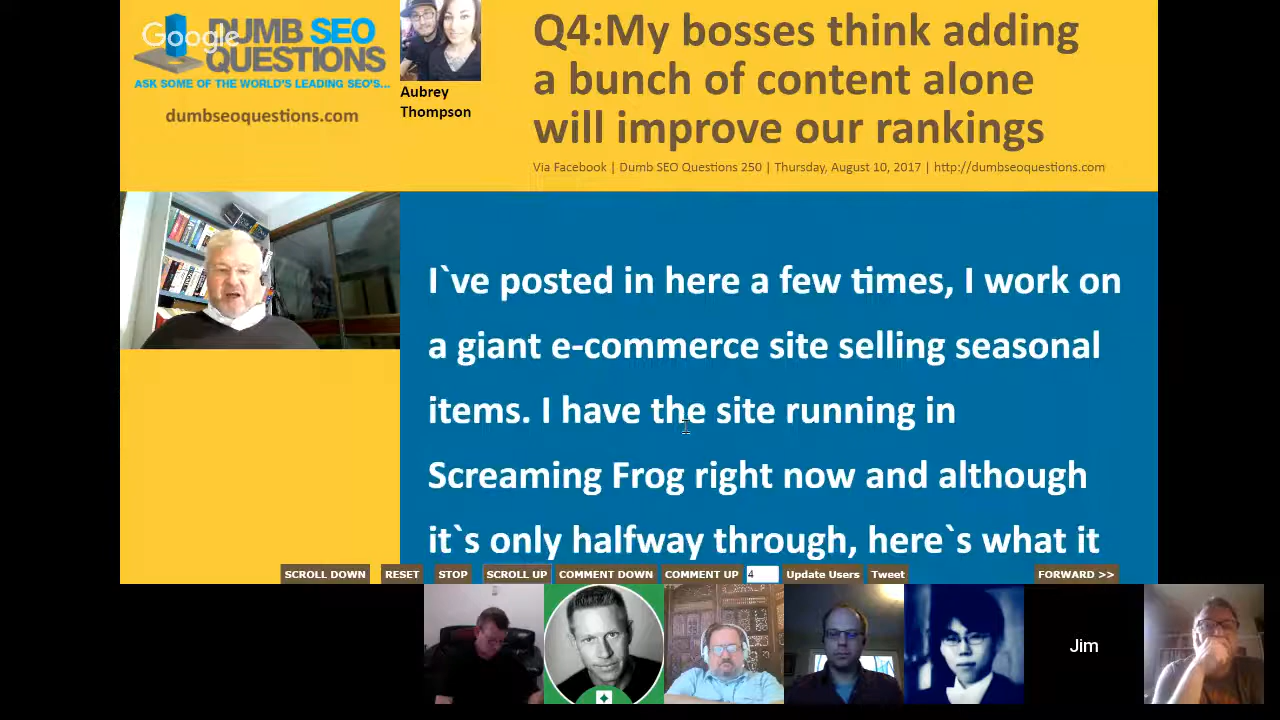 Google
DUMB SEO
QUESTIONS
ASK SOME OF THE WORLD'S LEADING SEO'S...
dumbseoquestions.com
Aubrey
Thompson
Q4:My bosses think adding
a bunch of content alone
will improve our rankings
Via Facebook | Dumb SEO Questions 250 | Thursday, August 10, 2017 | http://dumbseoquestions.com
I`ve posted in here a few times, I work on
a giant e-commerce site selling seasonal
items. I have the site running in
Screaming Frog right now and although
it`s only halfway through, here`s what it
SCROLL DOWN RESET STOP SCROLL UP COMMENT DOWN COMMENT UP 4 Update Users Tweet FORWARD >>
Jim